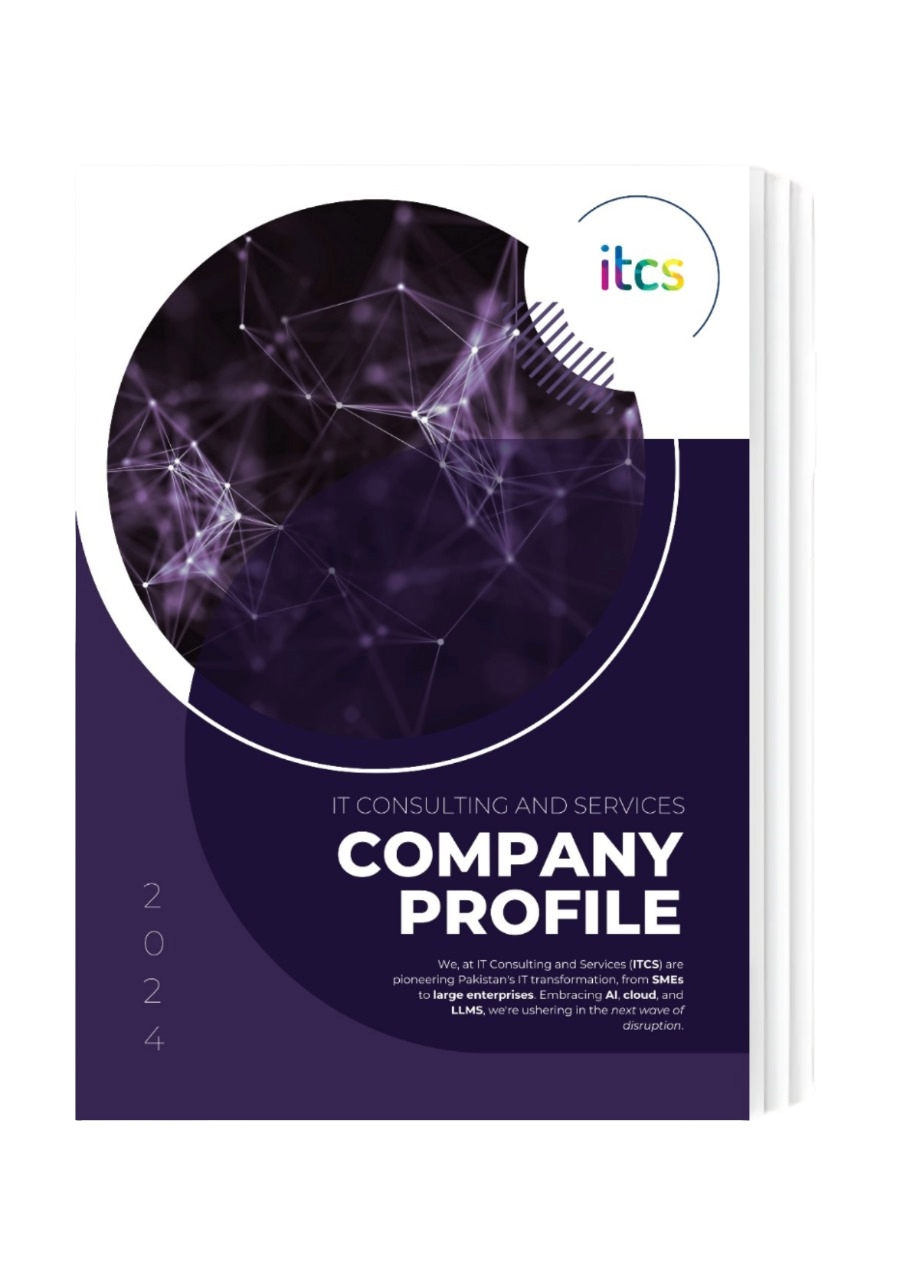 itcs
IT CONSULTING AND SERVICES
COMPANY
PROFILE
2
0
2
4
We, at IT Consulting and Services (ITCS) are
pioneering Pakistan's IT transformation, from SMEs
to large enterprises. Embracing AI, cloud, and
LLMS, we're ushering in the next wave of
disruption.